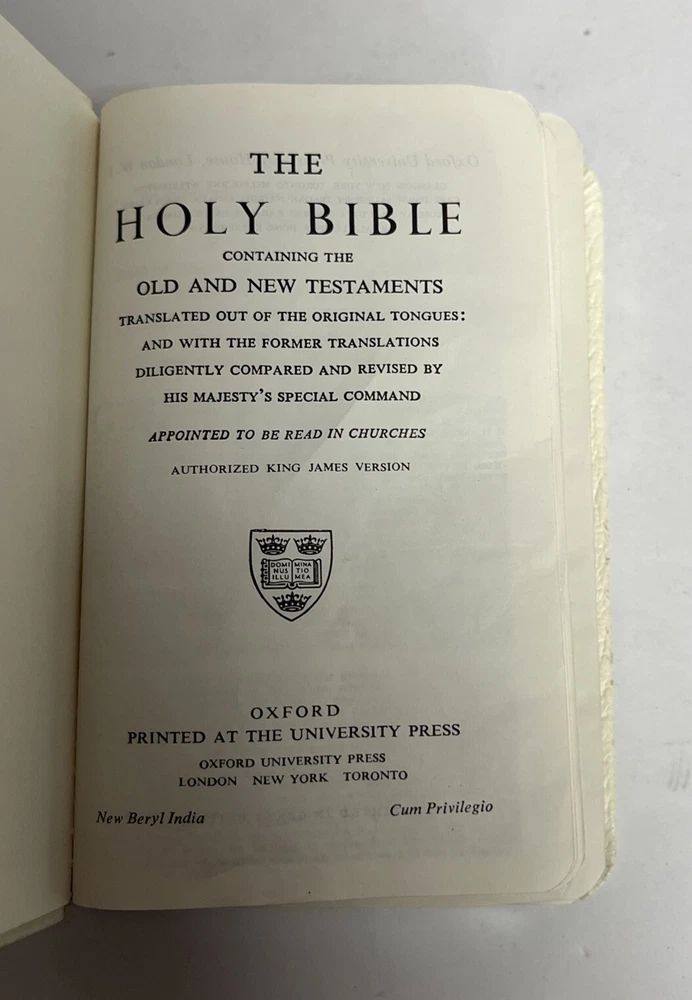 THE
HOLY BIBLE
CONTAINING THE
OLD AND NEW TESTAMENTS
TRANSLATED OUT OF THE ORIGINAL TONGUES:
AND WITH THE FORMER TRANSLATIONS
DILIGENTLY COMPARED AND REVISED BY
HIS MAJESTY'S SPECIAL COMMAND
APPOINTED TO BE READ IN CHURCHES
AUTHORIZED KING JAMES VERSION
DOMI MINA
NUS TIO
ILLU MEA
OXFORD
PRINTED AT THE UNIVERSITY PRESS
OXFORD UNIVERSITY PRESS
LONDON NEW YORK TORONTO
New Beryl India Cum Privilegio